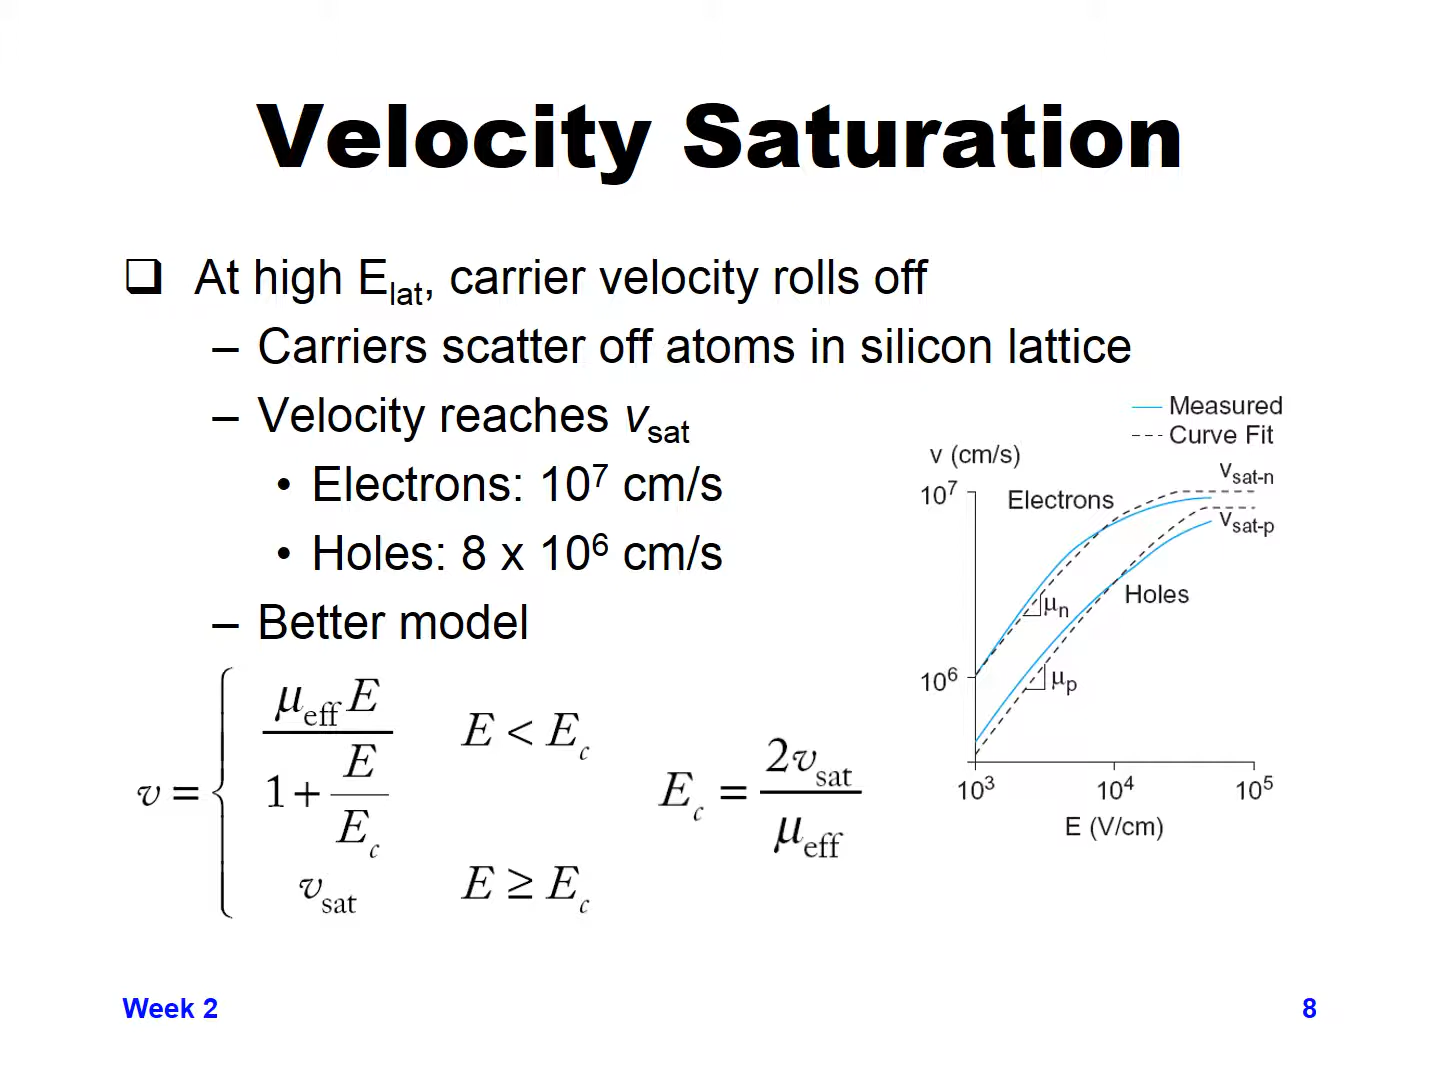 Velocity Saturation
❑ At high E_lat, carrier velocity rolls off
– Carriers scatter off atoms in silicon lattice
– Velocity reaches v_sat
• Electrons: 10^7 cm/s
• Holes: 8 x 10^6 cm/s
– Better model
v = { μ_eff E / (1 + E / E_c) E < E_c
v_sat E ≥ E_c
E_c = 2v_sat / μ_eff
Measured
Curve Fit
v (cm/s)
v_sat-n
10^7
Electrons
v_sat-p
Holes
μ_n
10^6
μ_p
10^3 10^4 10^5
E (V/cm)
Week 2
8